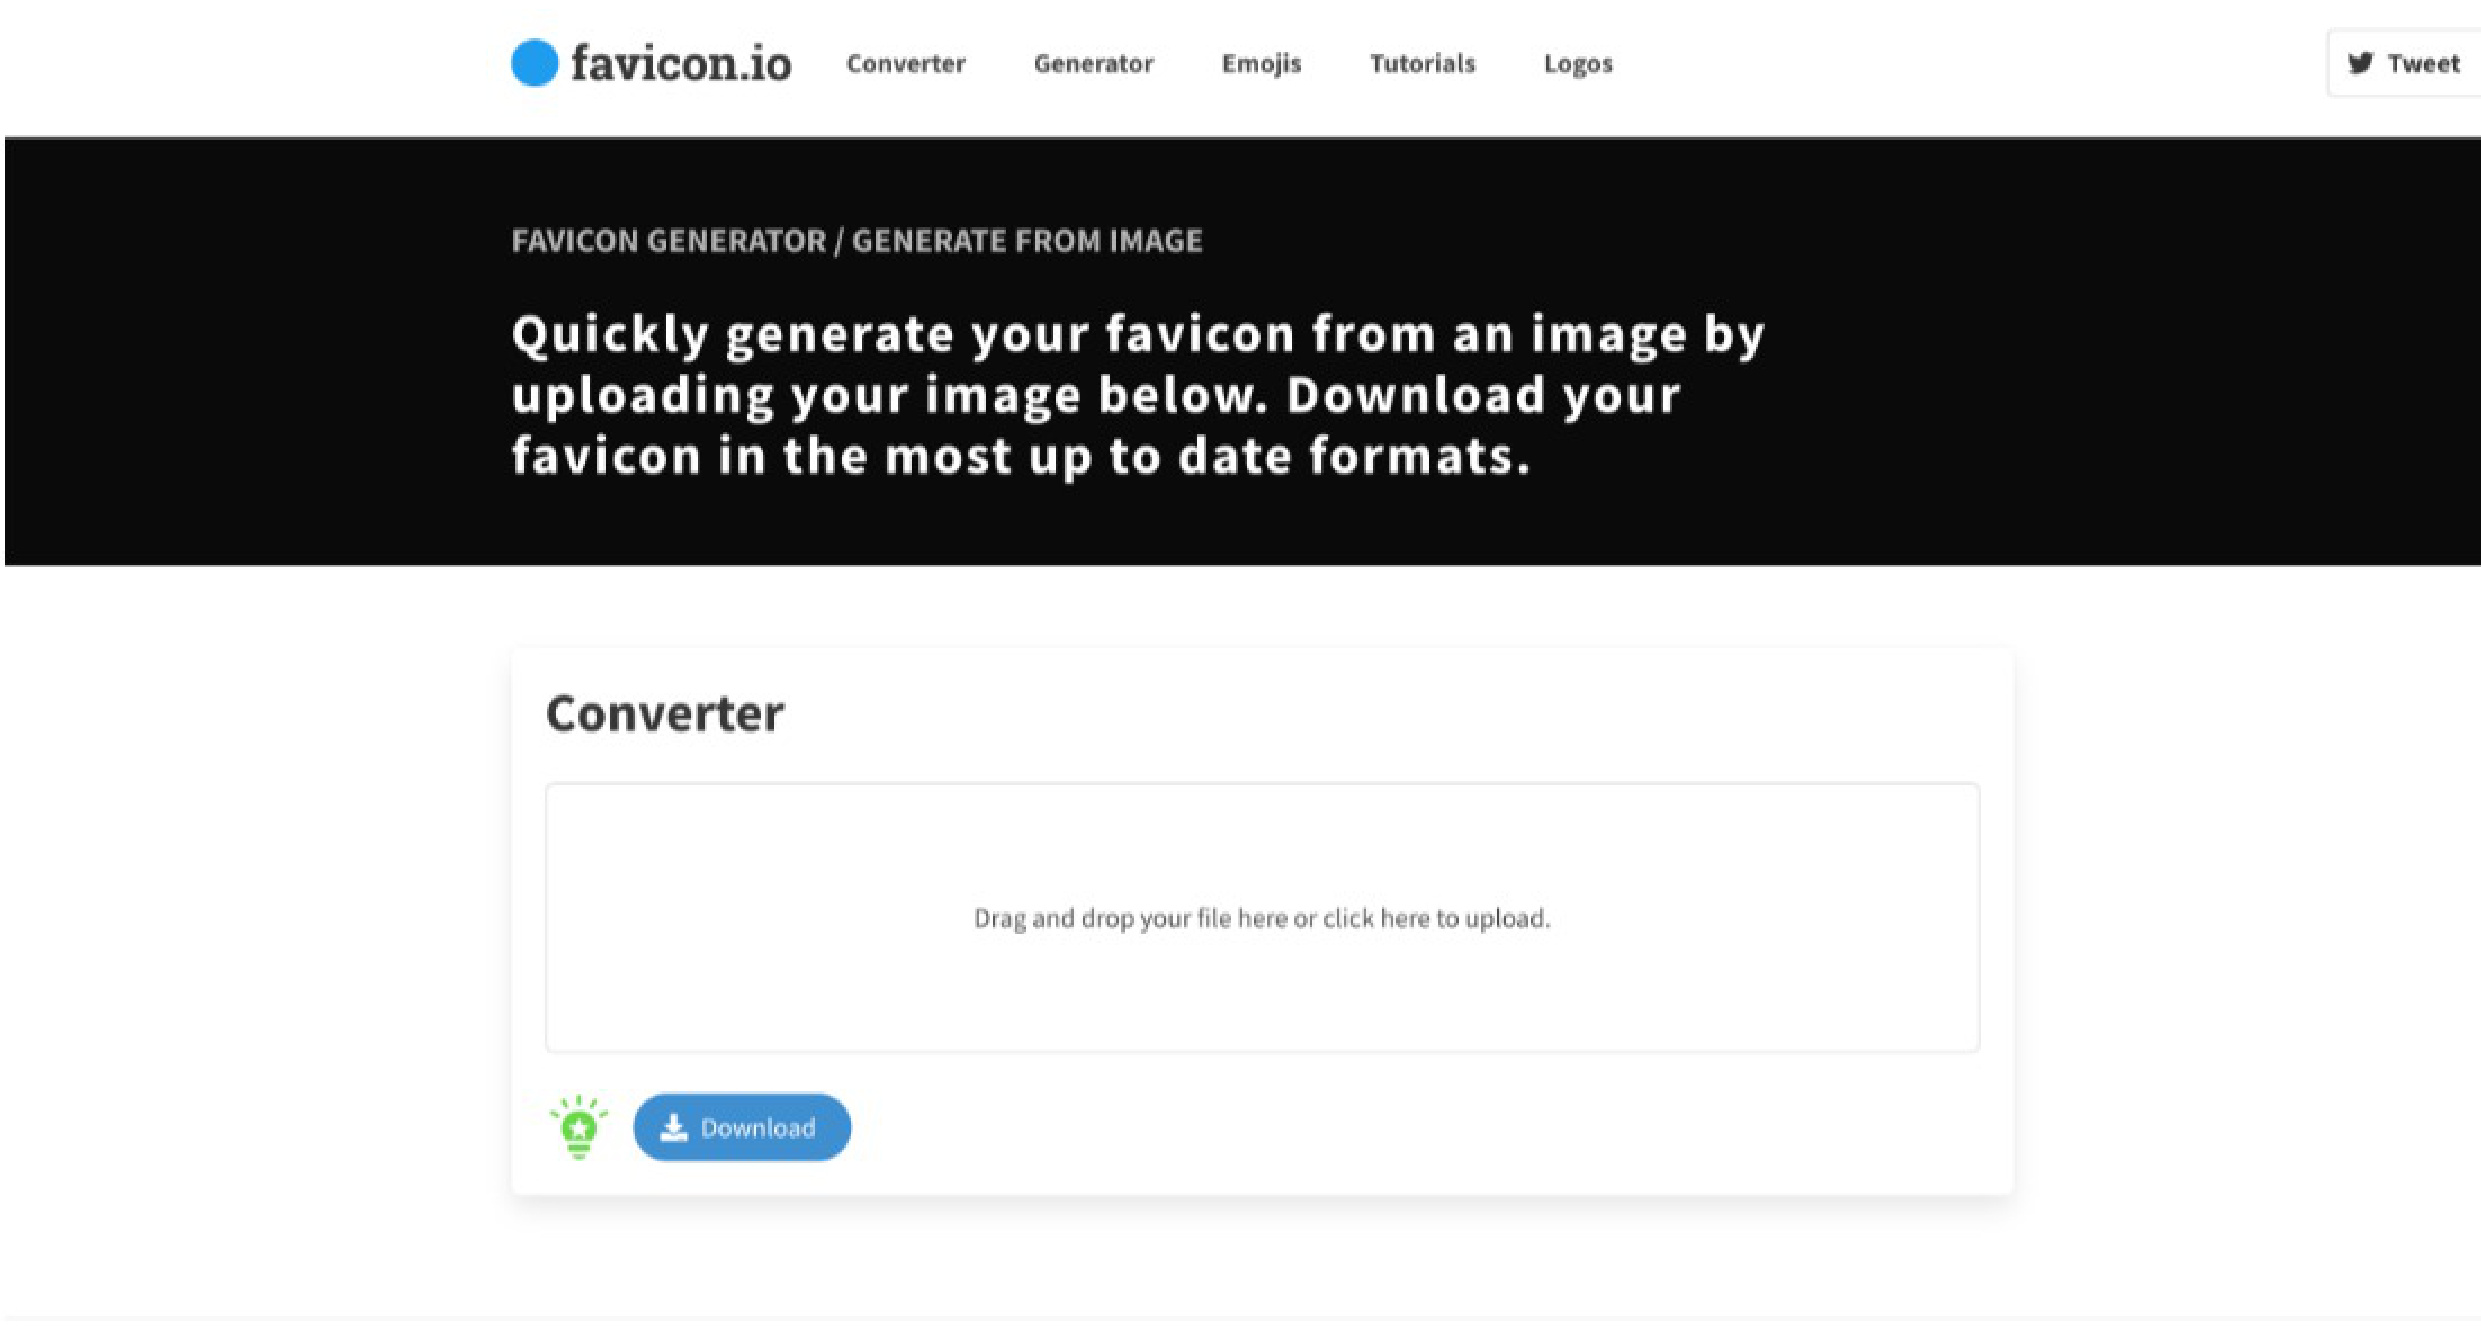 favicon.io
Converter
Generator
Emojis
Tutorials
Logos
Tweet
FAVICON GENERATOR / GENERATE FROM IMAGE
Quickly generate your favicon from an image by
uploading your image below. Download your
favicon in the most up to date formats.
Converter
Drag and drop your file here or click here to upload.
Download